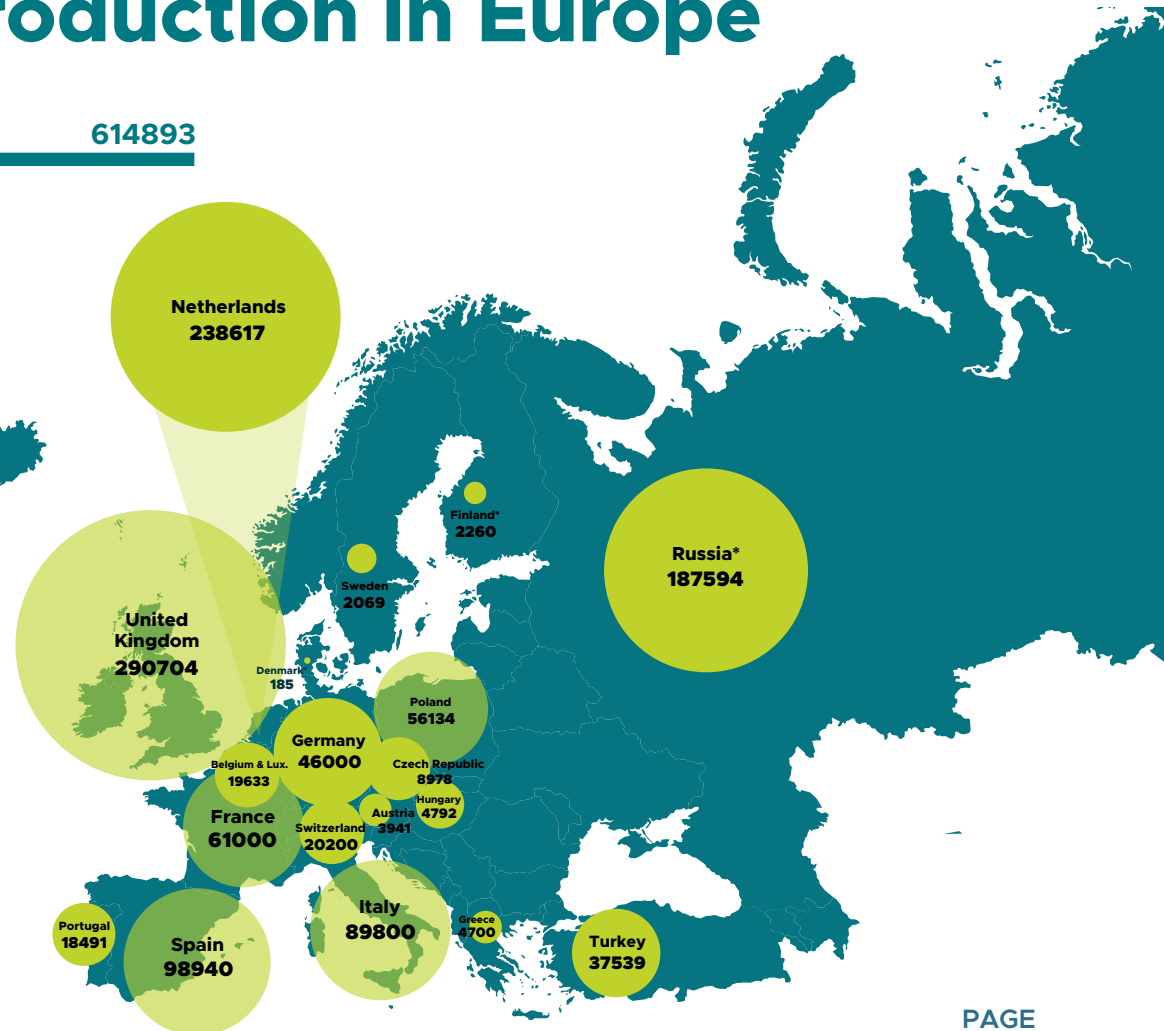 roduction in Europe
614893
Netherlands
238617
Finland*
2260
Russia*
187594
Sweden
2069
United
Kingdom
290704
Denmark*
185
Poland
56134
Germany
46000
Belgium & Lux.
19633
Czech Republic
8978
Hungary
4792
Austria
3941
France
61000
Switzerland
20200
Italy
89800
Greece
4700
Portugal
18491
Spain
98940
Turkey
37539
PAGE